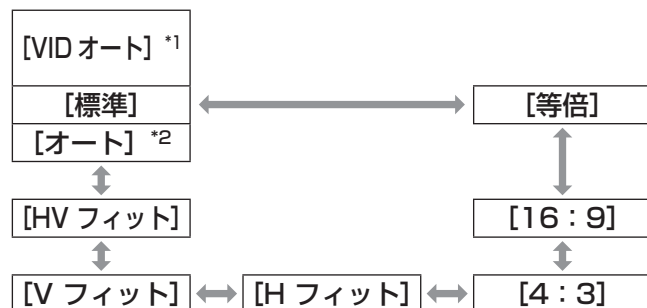 [VID オート] *1
[標準] [等倍]
[オート] *2
[HV フィット] [16：9]
[V フィット] [H フィット] [4：3]